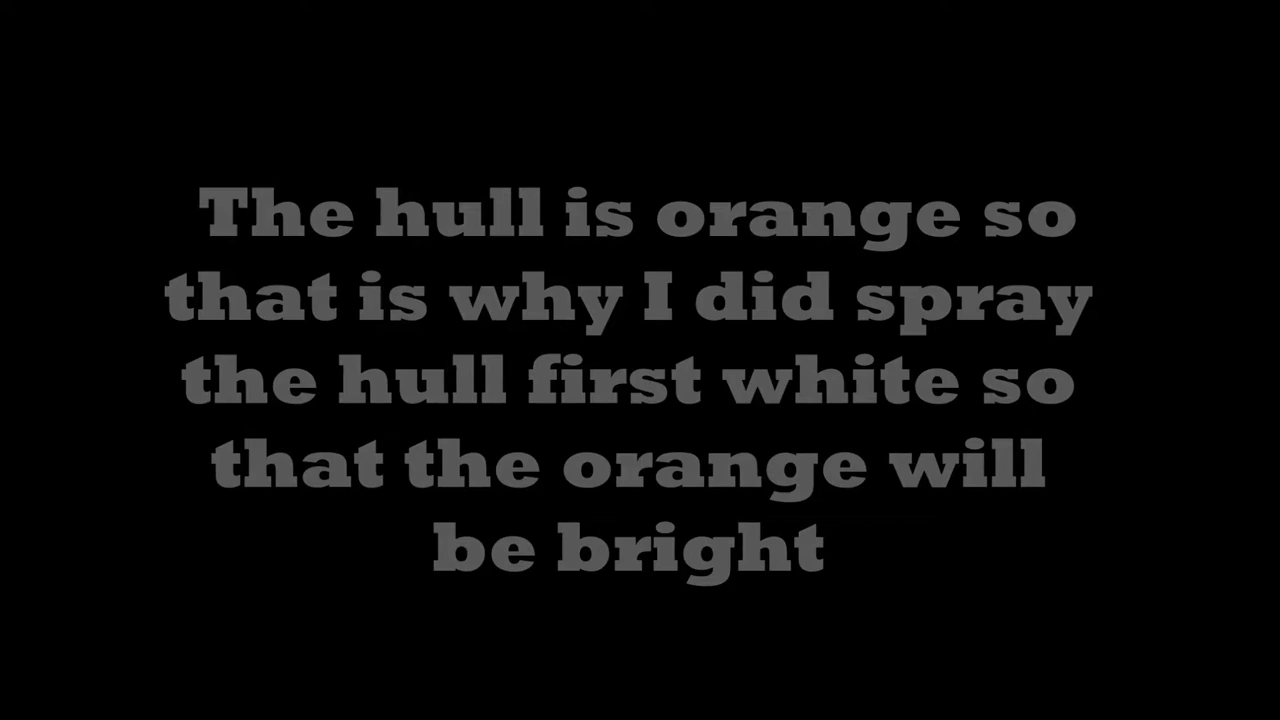 The hull is orange so
that is why I did spray
the hull first white so
that the orange will
be bright